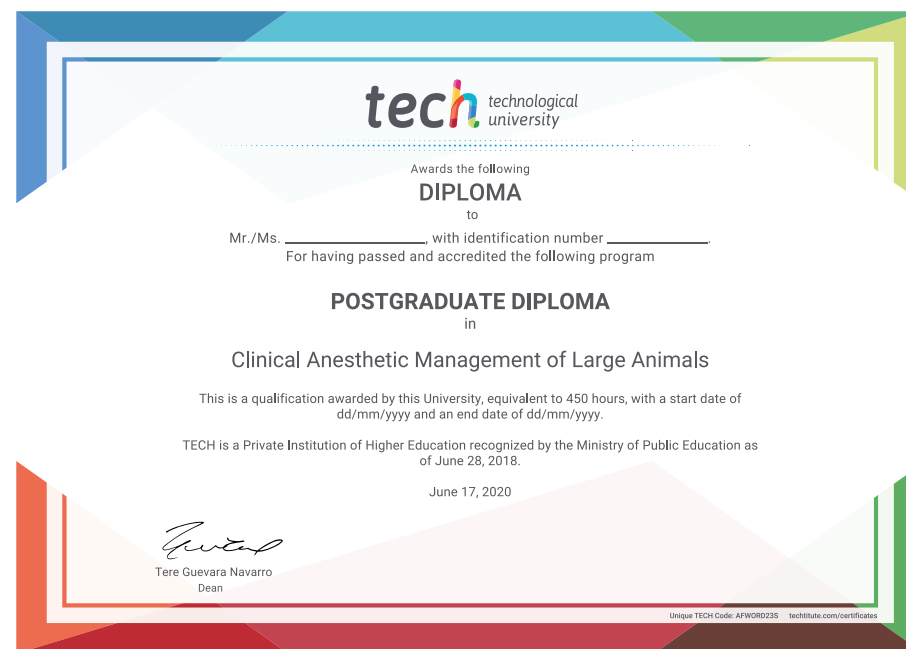 tech technological
university
Awards the following
DIPLOMA
to
Mr./Ms. ____________________, with identification number ______________.
For having passed and accredited the following program
POSTGRADUATE DIPLOMA
in
Clinical Anesthetic Management of Large Animals
This is a qualification awarded by this University, equivalent to 450 hours, with a start date of
dd/mm/yyyy and an end date of dd/mm/yyyy.
TECH is a Private Institution of Higher Education recognized by the Ministry of Public Education as
of June 28, 2018.
June 17, 2020
Tere Guevara Navarro
Dean
Unique TECH Code: AFWORD23S techtitute.com/certificates